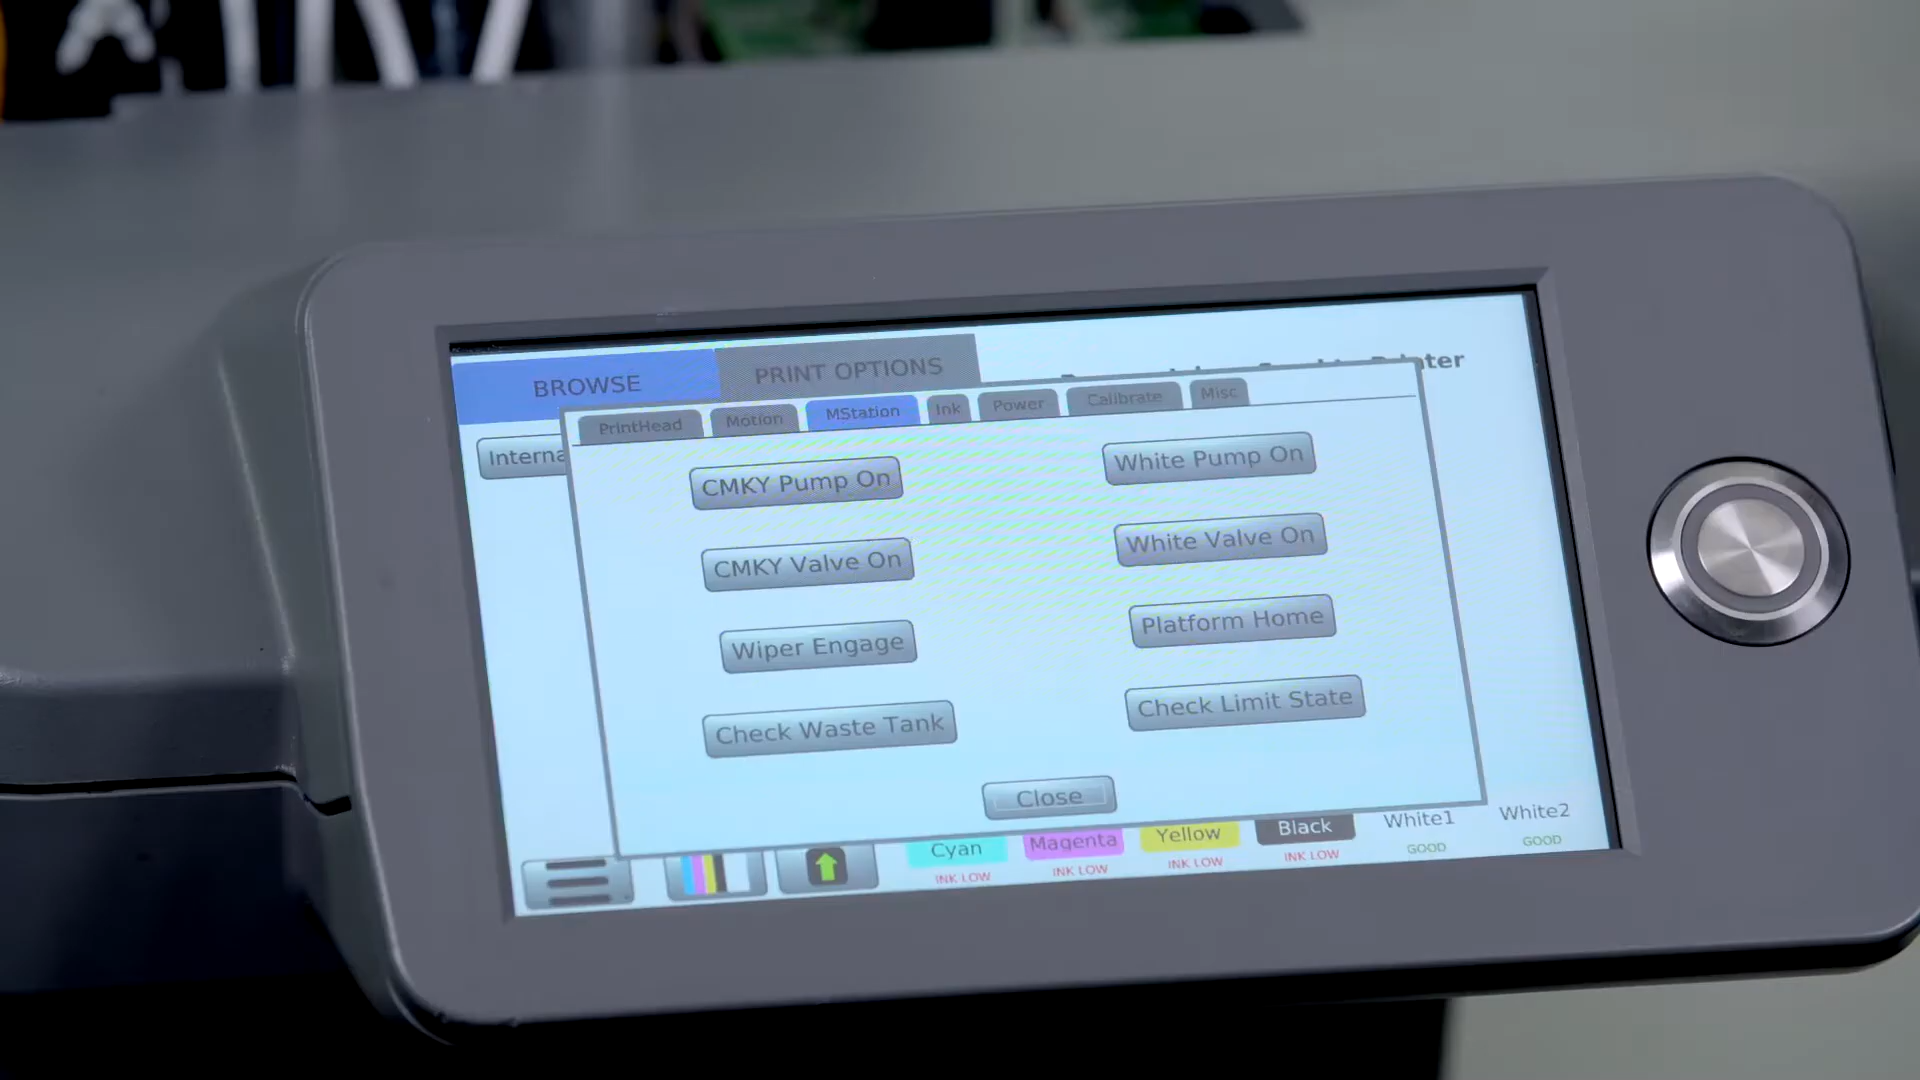 BROWSE PRINT OPTIONS
PrintHead Motion MStation Ink Power Calibrate Misc
CMKY Pump On White Pump On
CMKY Valve On White Valve On
Wiper Engage Platform Home
Check Waste Tank Check Limit State
Close
Cyan Magenta Yellow Black White1 White2
INK LOW INK LOW INK LOW INK LOW GOOD GOOD